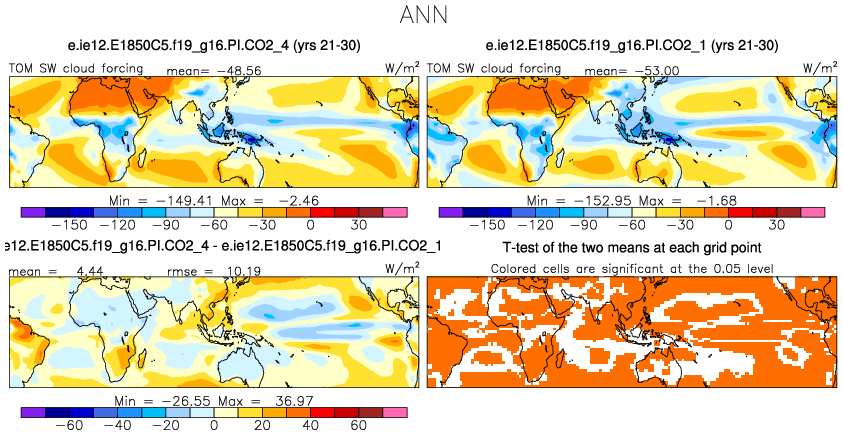 ANN
e.ie12.E1850C5.f19_g16.PI.CO2_4 (yrs 21-30)
TOM SW cloud forcing mean= −48.56 W/m²
Min = −149.41 Max = −2.46
−150 −120 −90 −60 −30 0 30
e.ie12.E1850C5.f19_g16.PI.CO2_1 (yrs 21-30)
TOM SW cloud forcing mean= −53.00 W/m²
Min = −152.95 Max = −1.68
−150 −120 −90 −60 −30 0 30
e12.E1850C5.f19_g16.PI.CO2_4 - e.ie12.E1850C5.f19_g16.PI.CO2_1
mean = 4.44 rmse = 10.19 W/m²
Min = −26.55 Max = 36.97
−60 −40 −20 0 20 40 60
T-test of the two means at each grid point
Colored cells are significant at the 0.05 level